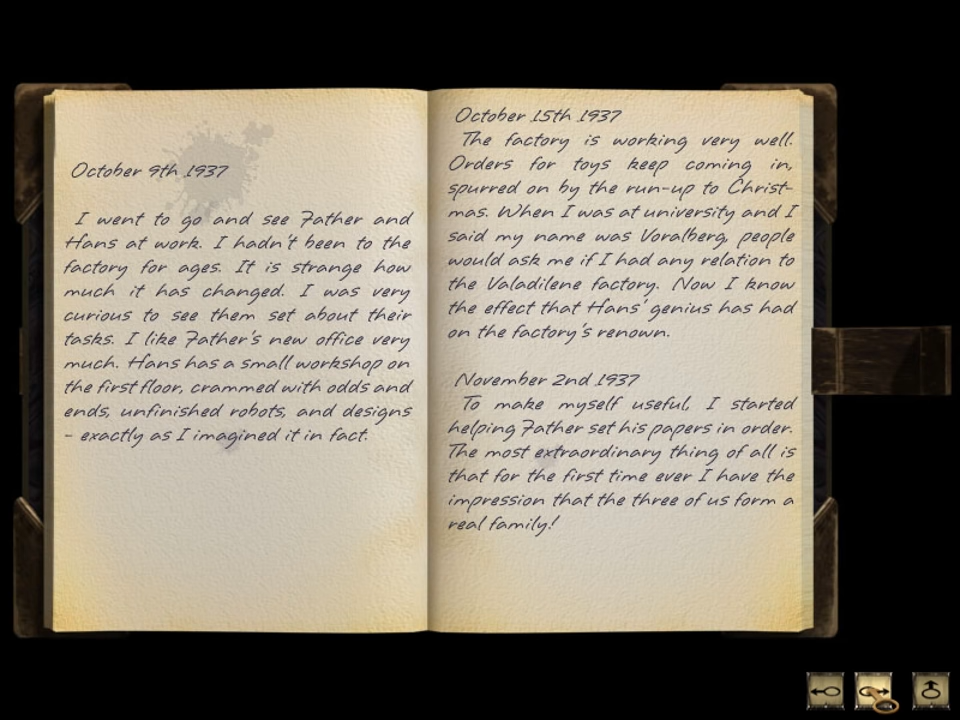 October 9th 1937
I went to go and see Father and
Hans at work. I hadn't been to the
factory for ages. It is strange how
much it has changed. I was very
curious to see them set about their
tasks. I like Father's new office very
much. Hans has a small workshop on
the first floor, crammed with odds and
ends, unfinished robots, and designs
- exactly as I imagined it in fact.
October 15th 1937
The factory is working very well.
Orders for toys keep coming in,
spurred on by the run-up to Christ-
mas. When I was at university and I
said my name was Voralberg, people
would ask me if I had any relation to
the Valadilene factory. Now I know
the effect that Hans' genius has had
on the factory's renown.
November 2nd 1937
To make myself useful, I started
helping Father set his papers in order.
The most extraordinary thing of all is
that for the first time ever I have the
impression that the three of us form a
real family!